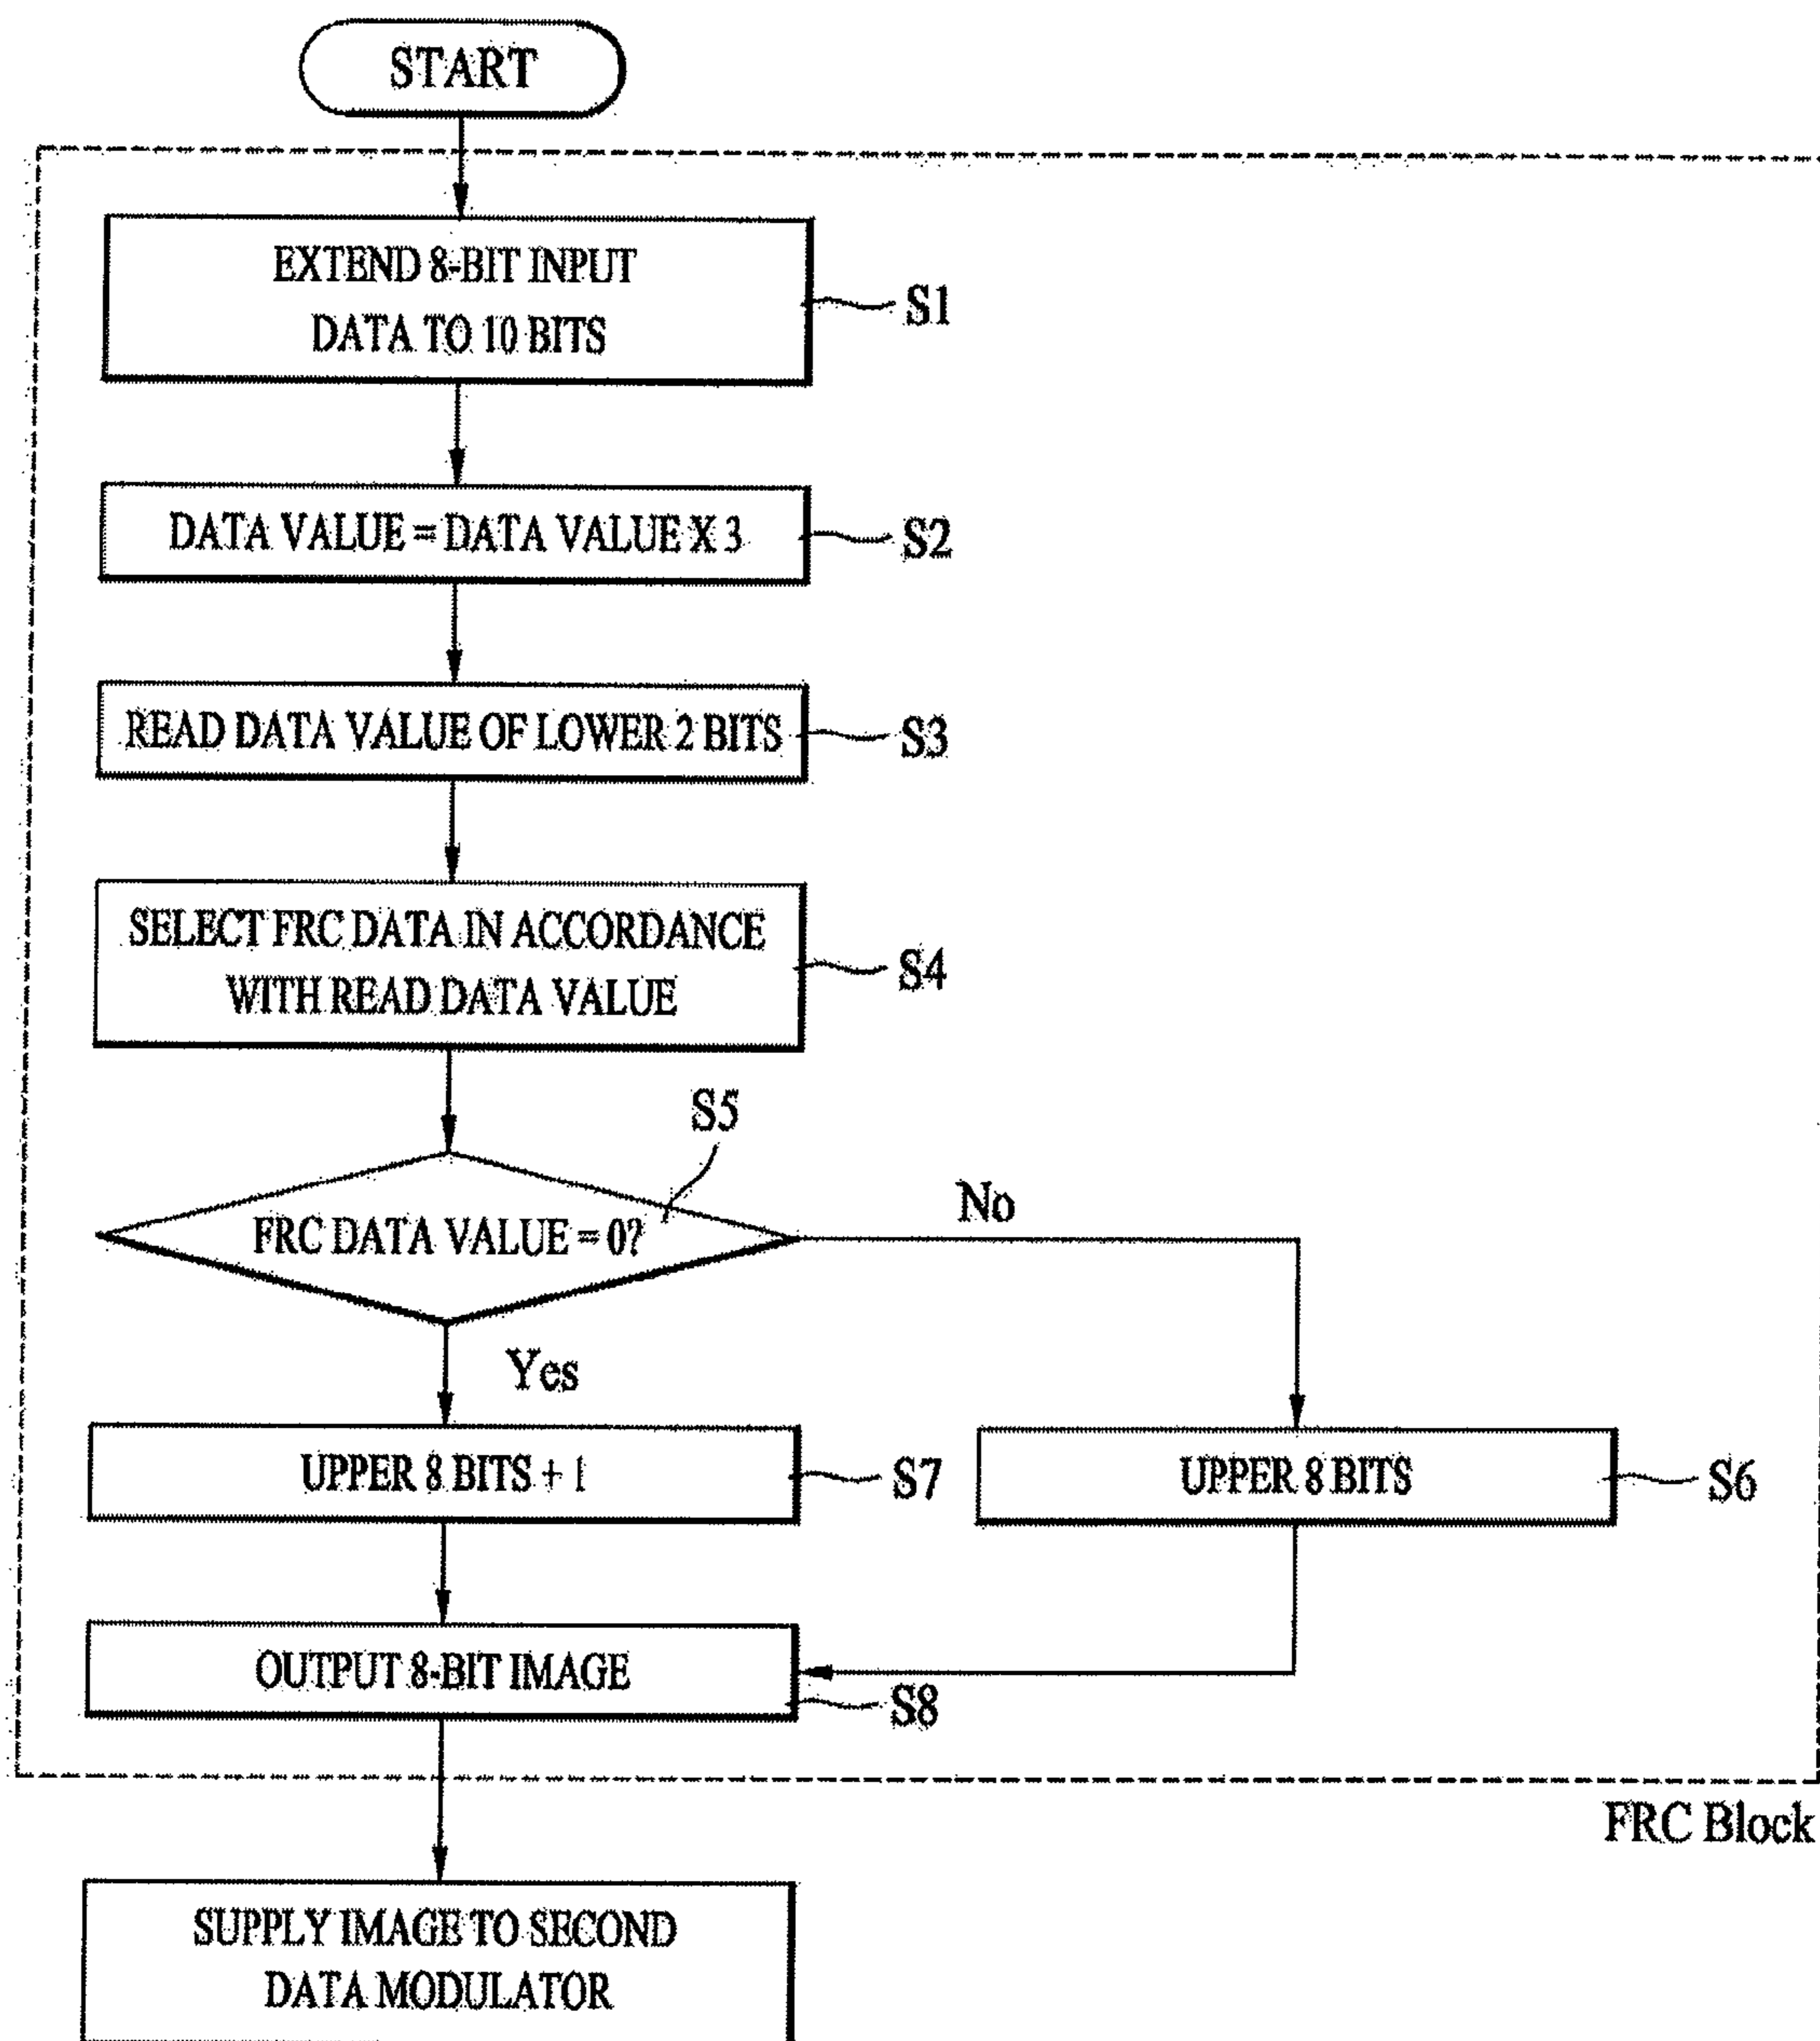 START
EXTEND 8-BIT INPUT
DATA TO 10 BITS
S1
DATA VALUE = DATA VALUE X 3
S2
READ DATA VALUE OF LOWER 2 BITS
S3
SELECT FRC DATA IN ACCORDANCE
WITH READ DATA VALUE
S4
S5
FRC DATA VALUE = 0?
No
Yes
UPPER 8 BITS + 1
S7
UPPER 8 BITS
S6
OUTPUT 8-BIT IMAGE
S8
FRC Block
SUPPLY IMAGE TO SECOND
DATA MODULATOR